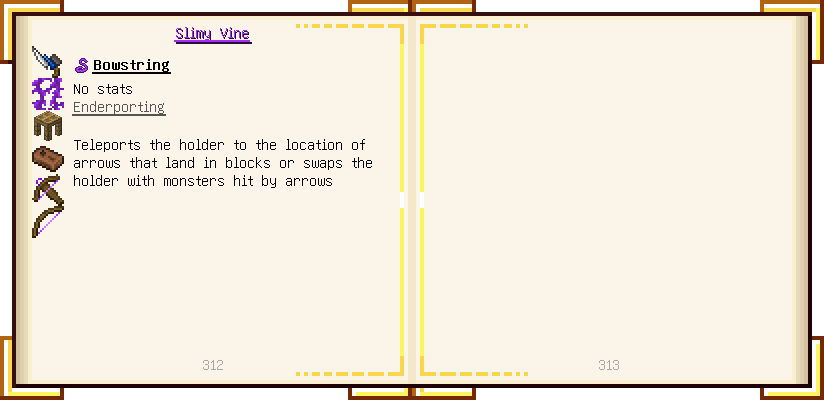 Slimy Vine
Bowstring
No stats
Enderporting
Teleports the holder to the location of
arrows that land in blocks or swaps the
holder with monsters hit by arrows
312
313